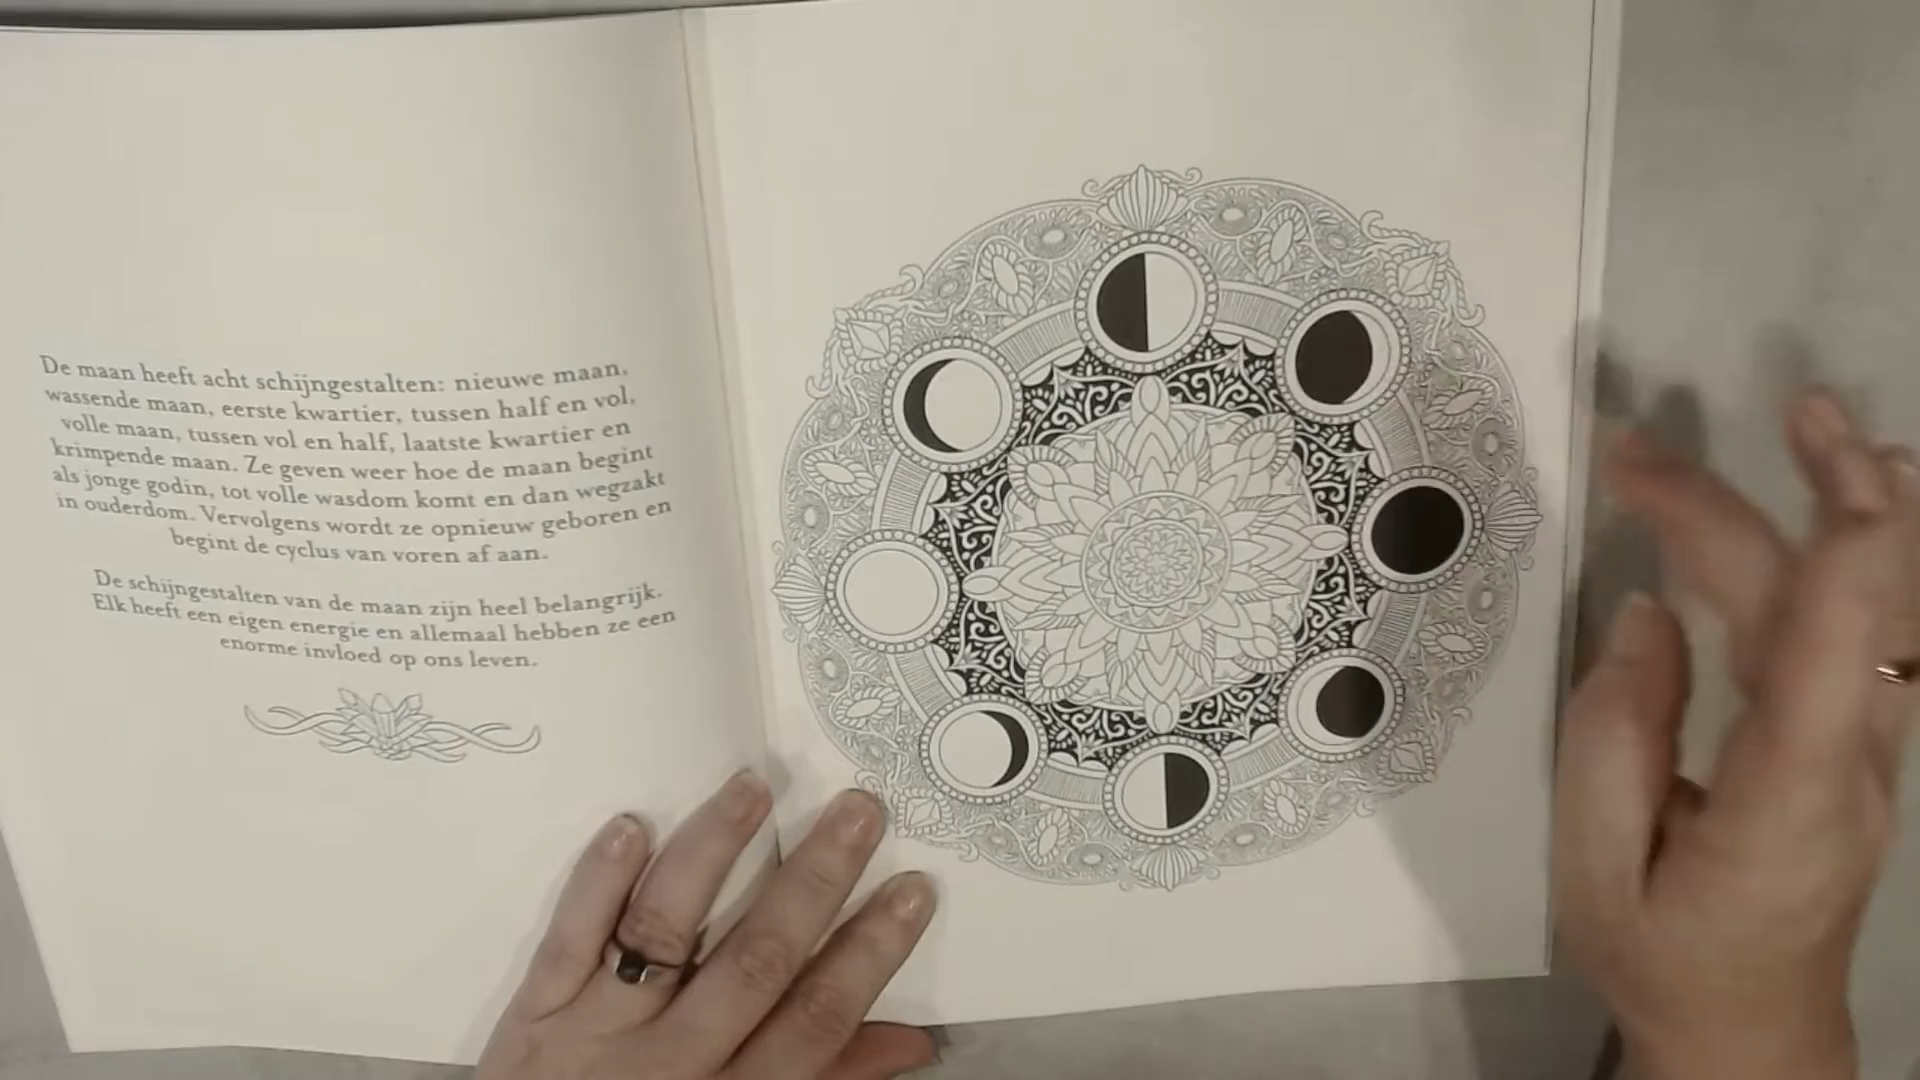 De maan heeft acht schijngestalten: nieuwe maan,
wassende maan, eerste kwartier, tussen half en vol,
volle maan, tussen vol en half, laatste kwartier en
krimpende maan. Ze geven weer hoe de maan begint
als jonge godin, tot volle wasdom komt en dan wegzakt
in ouderdom. Vervolgens wordt ze opnieuw geboren en
begint de cyclus van voren af aan.
De schijngestalten van de maan zijn heel belangrijk.
Elk heeft een eigen energie en allemaal hebben ze een
enorme invloed op ons leven.